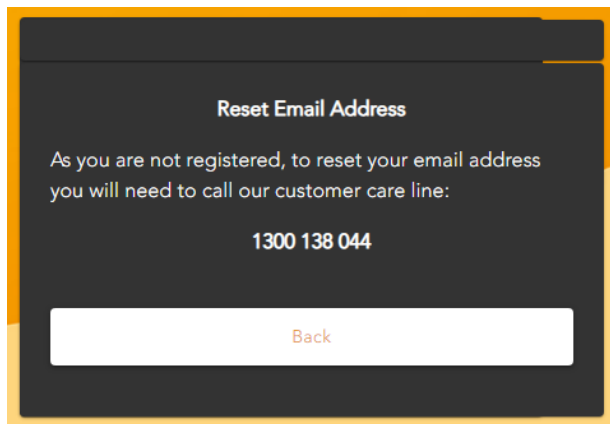 Reset Email Address
As you are not registered, to reset your email address
you will need to call our customer care line:
1300 138 044
Back